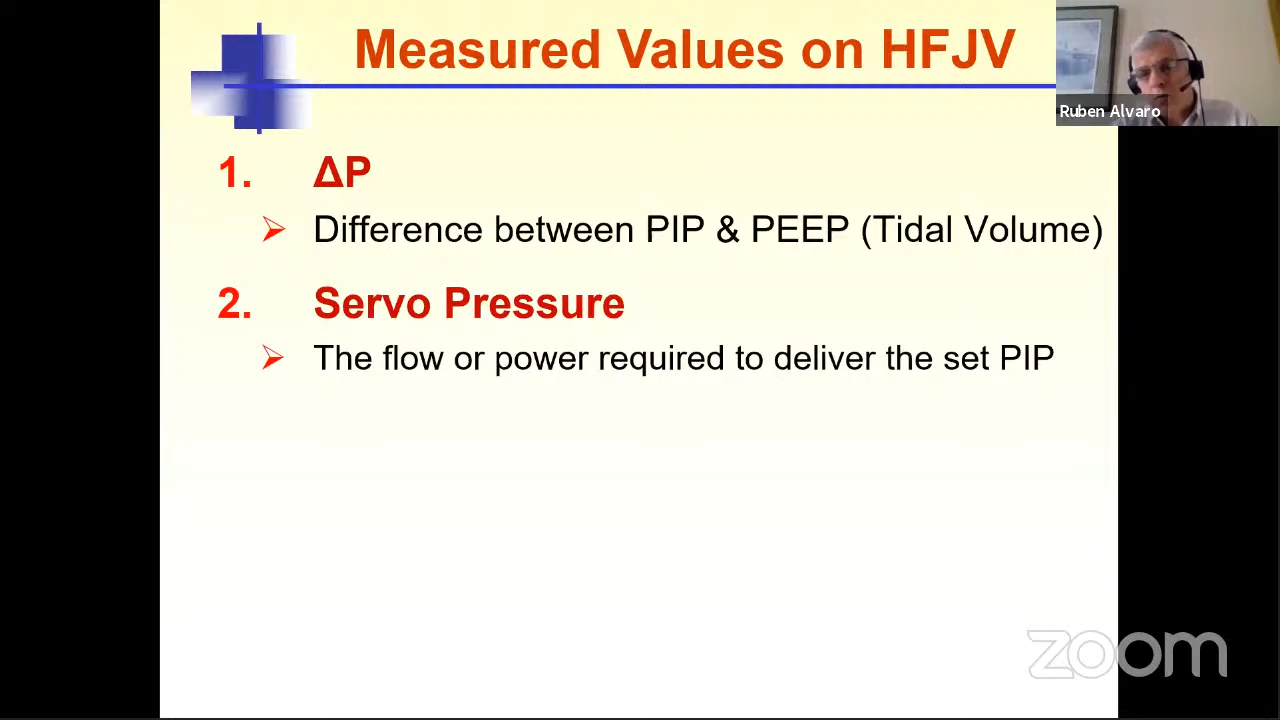 Measured Values on HFJV
Ruben Alvaro
1. ΔP
Difference between PIP & PEEP (Tidal Volume)
2. Servo Pressure
The flow or power required to deliver the set PIP
zoom